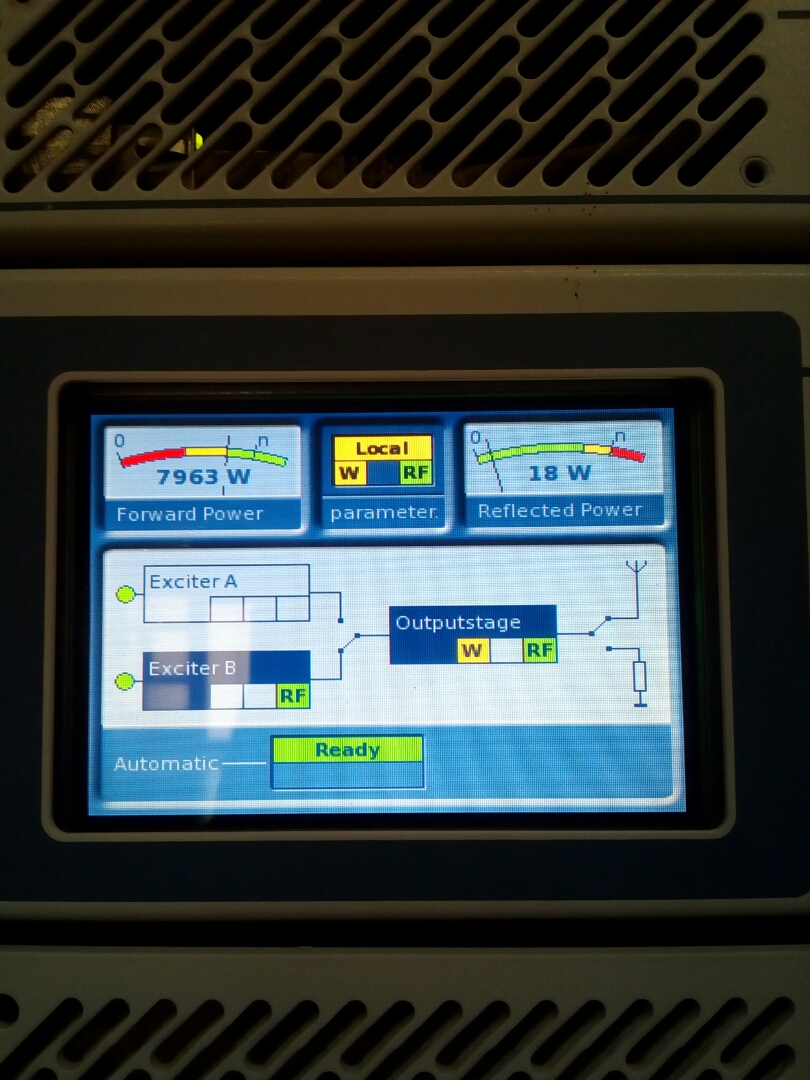 0
n
7963 W
Forward Power
Local
W
RF
parameter.
0
n
18 W
Reflected Power
Exciter A
Exciter B
RF
Outputstage
W
RF
Automatic
Ready